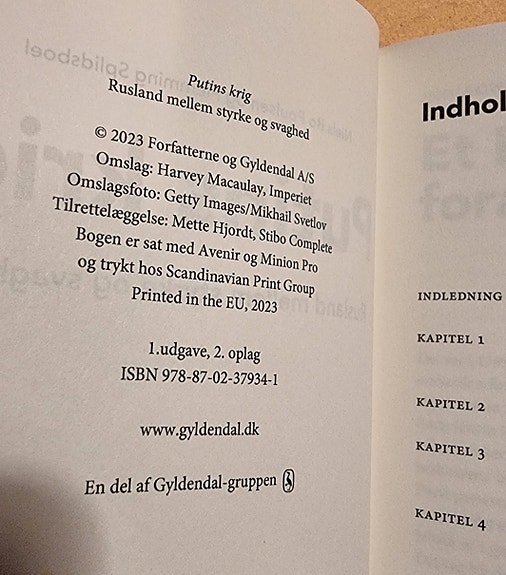 Putins krig
Rusland mellem styrke og svaghed
© 2023 Forfatterne og Gyldendal A/S
Omslag: Harvey Macaulay, Imperiet
Omslagsfoto: Getty Images/Mikhail Svetlov
Tilrettelæggelse: Mette Hjordt, Stibo Complete
Bogen er sat med Avenir og Minion Pro
og trykt hos Scandinavian Print Group
Printed in the EU, 2023
1.udgave, 2. oplag
ISBN 978-87-02-37934-1
www.gyldendal.dk
En del af Gyldendal-gruppen
Indhol
INDLEDNING
KAPITEL 1
KAPITEL 2
KAPITEL 3
KAPITEL 4